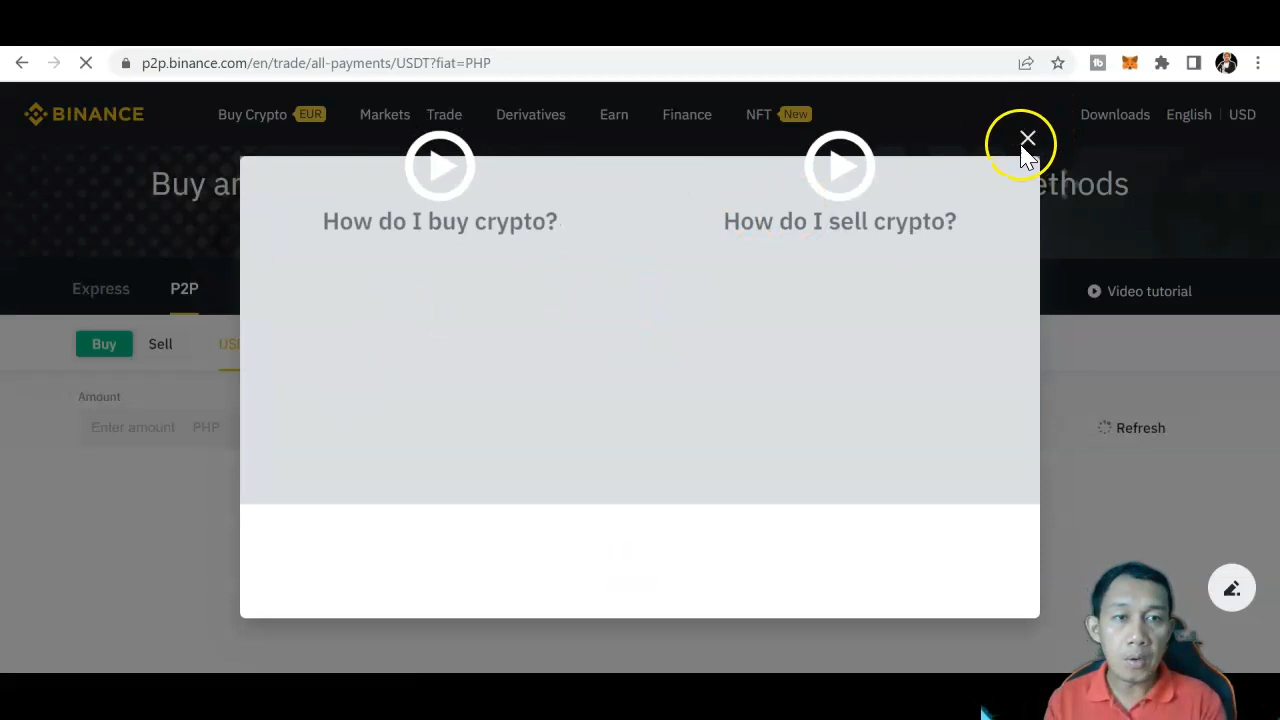 p2p.binance.com/en/trade/all-payments/USDT?fiat=PHP
BINANCE
Buy Crypto EUR Markets Trade Derivatives Earn Finance NFT New Downloads English USD
Buy
How do I buy crypto? How do I sell crypto?
Express P2P Video tutorial
Buy Sell
Amount
Enter amount PHP Refresh